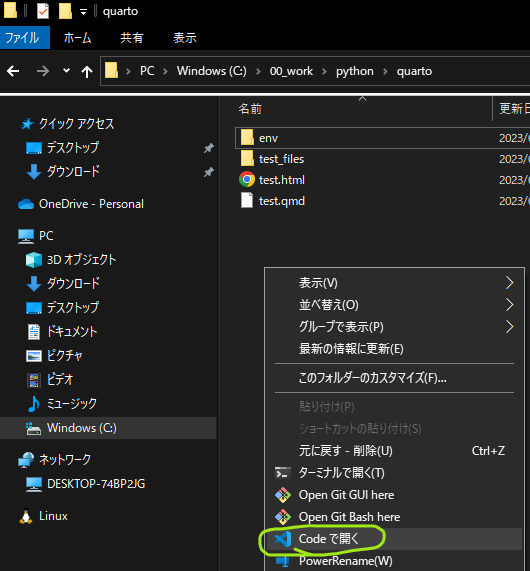 quarto
ファイル ホーム 共有 表示
PC Windows (C:) 00_work python quarto
名前 更新日
クイック アクセス
デスクトップ
ダウンロード
OneDrive - Personal
PC
3D オブジェクト
ダウンロード
デスクトップ
ドキュメント
ピクチャ
ビデオ
ミュージック
Windows (C:)
ネットワーク
DESKTOP-74BP2JG
Linux
env 2023/
test_files 2023/
test.html 2023/
test.qmd 2023/
表示(V)
並べ替え(O)
グループで表示(P)
最新の情報に更新(E)
このフォルダーのカスタマイズ(F)...
貼り付け(P)
ショートカットの貼り付け(S)
元に戻す - 削除(U) Ctrl+Z
ターミナルで開く(T)
Open Git GUI here
Open Git Bash here
Code で開く
PowerRename(W)